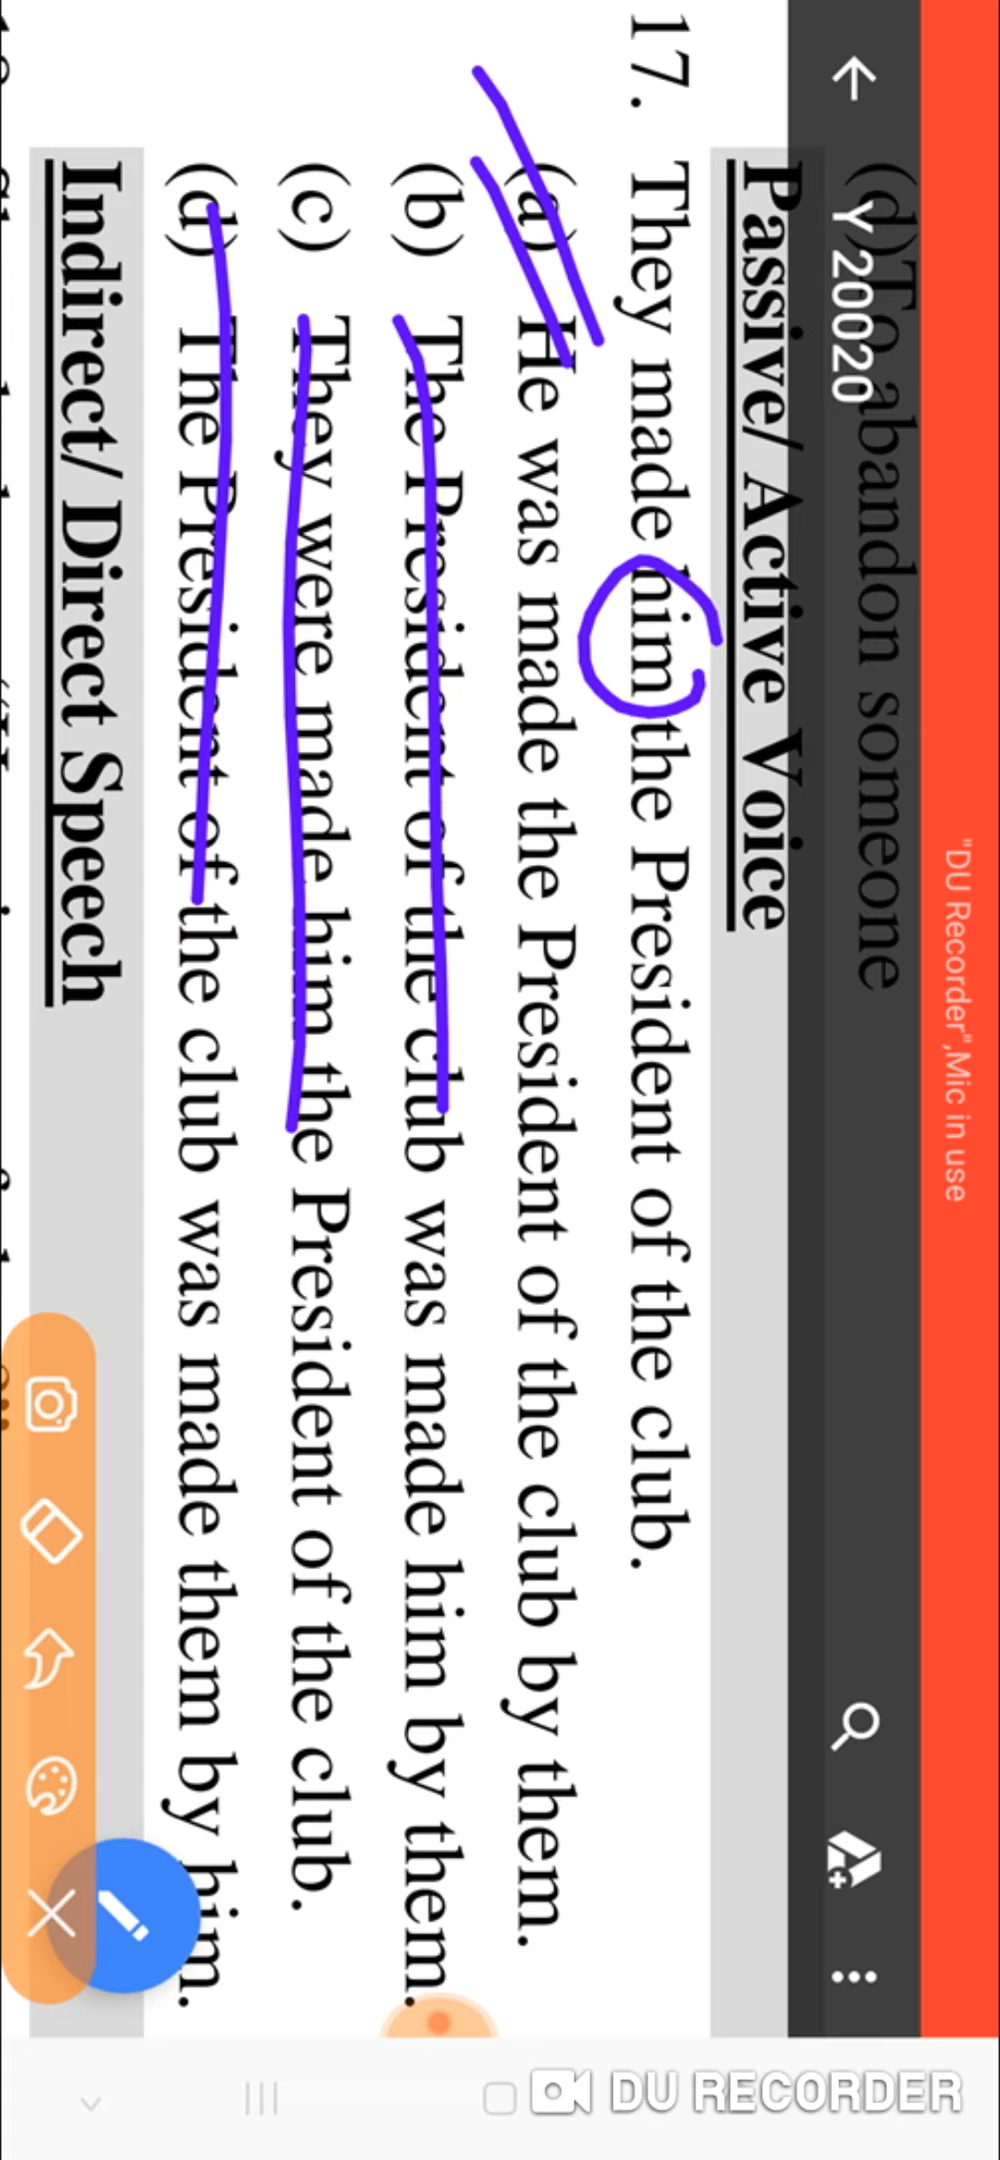 "DU Recorder",Mic in use
Y 20020
(d)To abandon someone
Passive/ Active Voice
17. They made him the President of the club.
(a) He was made the President of the club by them.
(b) The President of the club was made him by them.
(c) They were made him the President of the club.
(d) The President of the club was made them by him.
Indirect/ Direct Speech
DU RECORDER